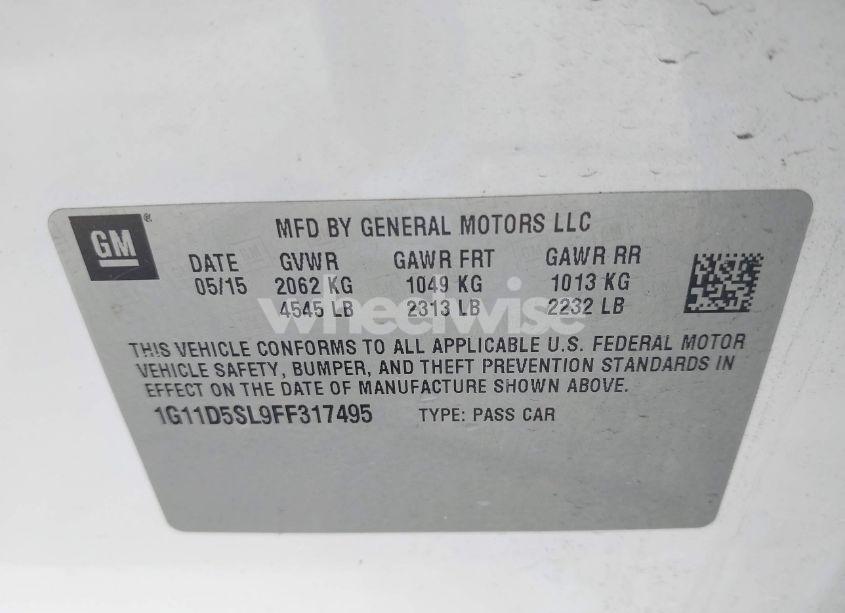 GM®
MFD BY GENERAL MOTORS LLC
DATE GVWR GAWR FRT GAWR RR
05/15 2062 KG 1049 KG 1013 KG
4545 LB 2313 LB 2232 LB
wheelwise
THIS VEHICLE CONFORMS TO ALL APPLICABLE U.S. FEDERAL MOTOR
VEHICLE SAFETY, BUMPER, AND THEFT PREVENTION STANDARDS IN
EFFECT ON THE DATE OF MANUFACTURE SHOWN ABOVE.
1G11D5SL9FF317495 TYPE: PASS CAR